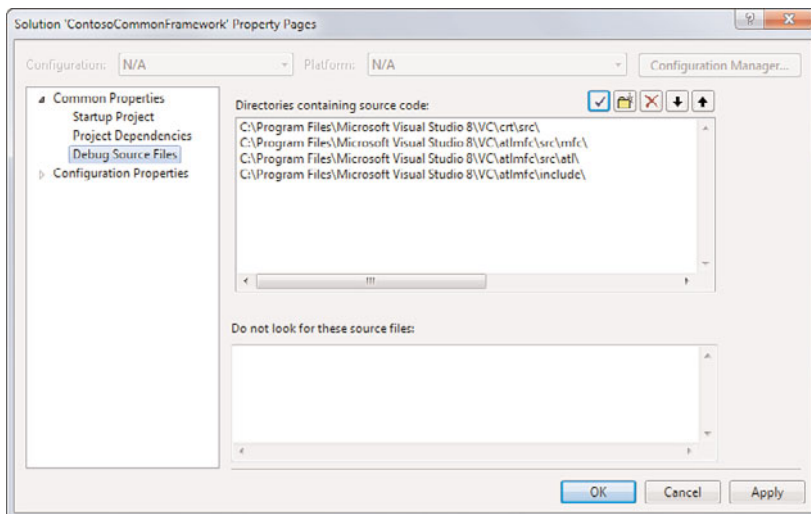 Solution 'ContosoCommonFramework' Property Pages
Configuration: N/A Platform: N/A Configuration Manager...
Common Properties
Startup Project
Project Dependencies
Debug Source Files
Configuration Properties
Directories containing source code:
C:\Program Files\Microsoft Visual Studio 8\VC\crt\src\
C:\Program Files\Microsoft Visual Studio 8\VC\atlmfc\src\mfc\
C:\Program Files\Microsoft Visual Studio 8\VC\atlmfc\src\atl\
C:\Program Files\Microsoft Visual Studio 8\VC\atlmfc\include\
Do not look for these source files:
OK Cancel Apply